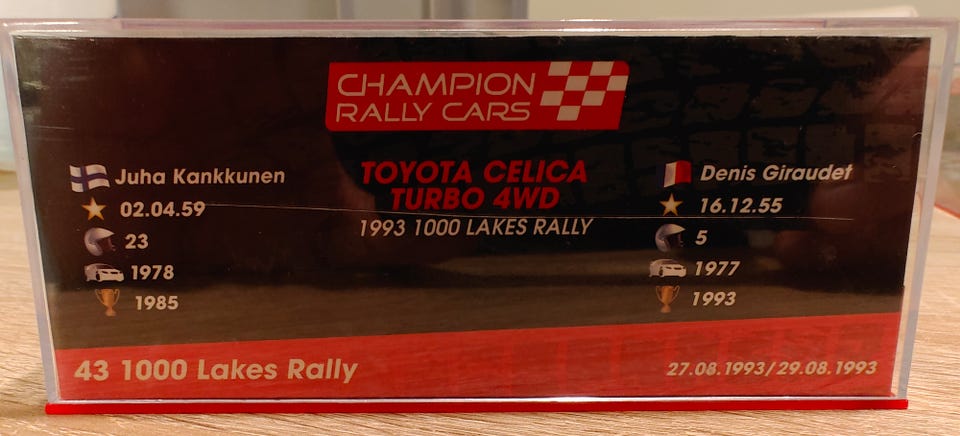 CHAMPION
RALLY CARS
Juha Kankkunen
02.04.59
23
1978
1985
TOYOTA CELICA
TURBO 4WD
1993 1000 LAKES RALLY
Denis Giraudet
16.12.55
5
1977
1993
43 1000 Lakes Rally
27.08.1993/29.08.1993